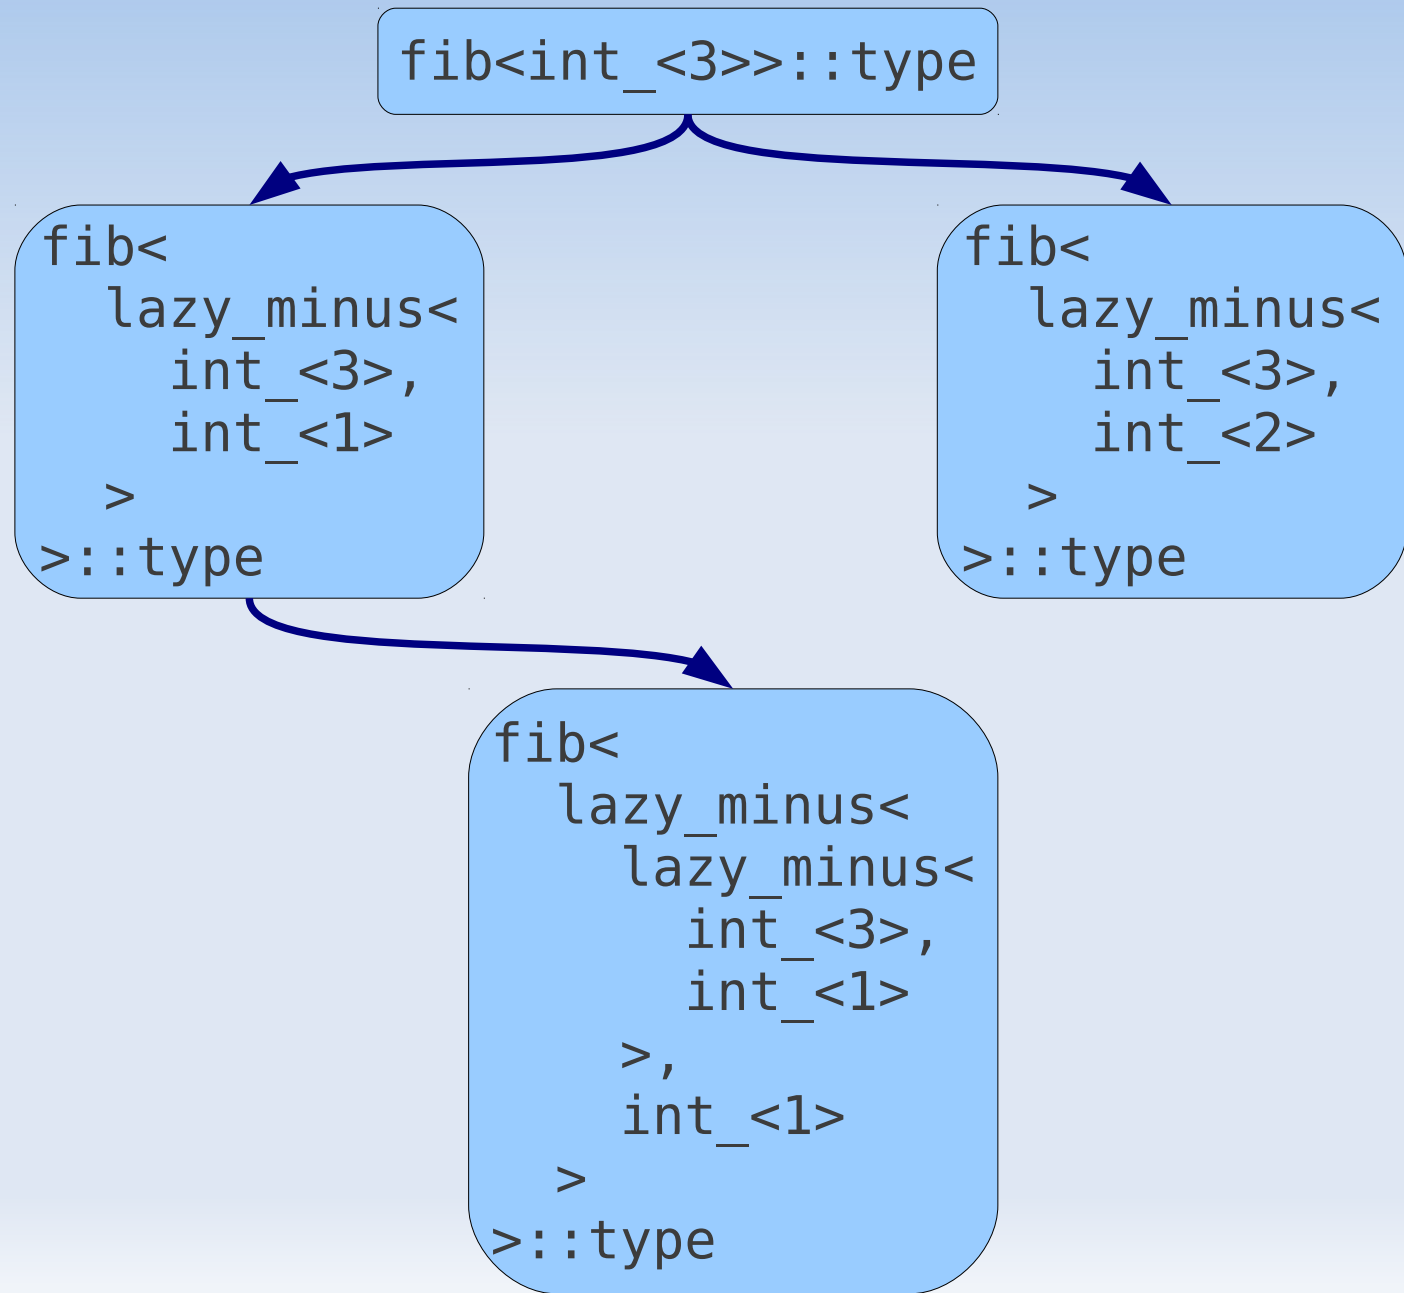 fib<int_<3>>::type
fib<
  lazy_minus<
    int_<3>,
    int_<1>
  >
>::type
fib<
  lazy_minus<
    int_<3>,
    int_<2>
  >
>::type
fib<
  lazy_minus<
    lazy_minus<
      int_<3>,
      int_<1>
    >,
    int_<1>
  >
>::type